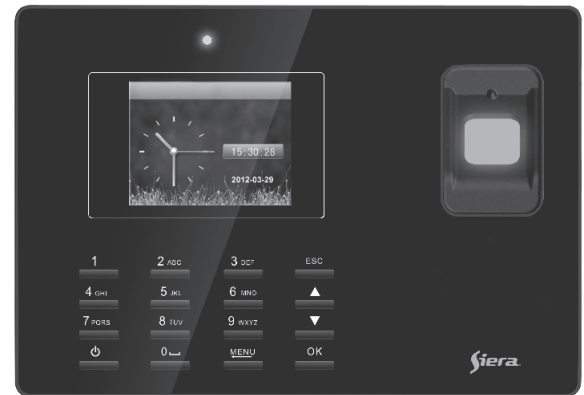 15:30:28
2012-03-29
1
2 ABC
3 DEF
ESC
4 GHI
5 JKL
6 MNO
7 PQRS
8 TUV
9 WXYZ
0
MENU
OK
Siera